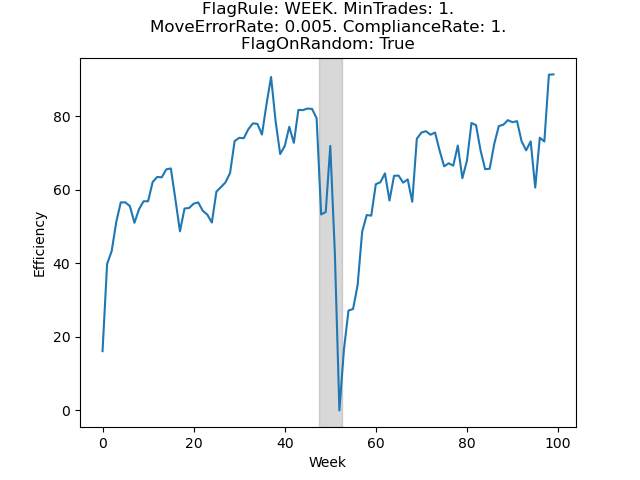 FlagRule: WEEK. MinTrades: 1.
MoveErrorRate: 0.005. ComplianceRate: 1.
FlagOnRandom: True
Efficiency
80
60
40
20
0
0 20 40 60 80 100
Week